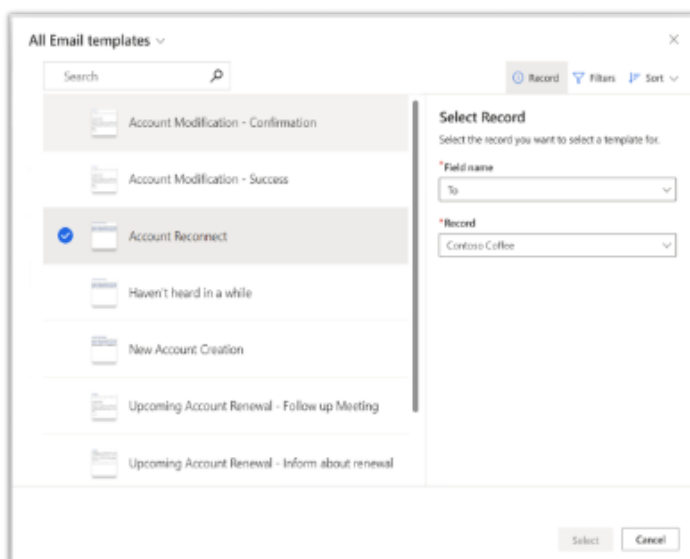 All Email templates
Search
Record Filters Sort
Account Modification - Confirmation
Account Modification - Success
Account Reconnect
Haven't heard in a while
New Account Creation
Upcoming Account Renewal - Follow up Meeting
Upcoming Account Renewal - Inform about renewal
Select Record
Select the record you want to select a template for.
*Field name
To
*Record
Contoso Coffee
Select Cancel